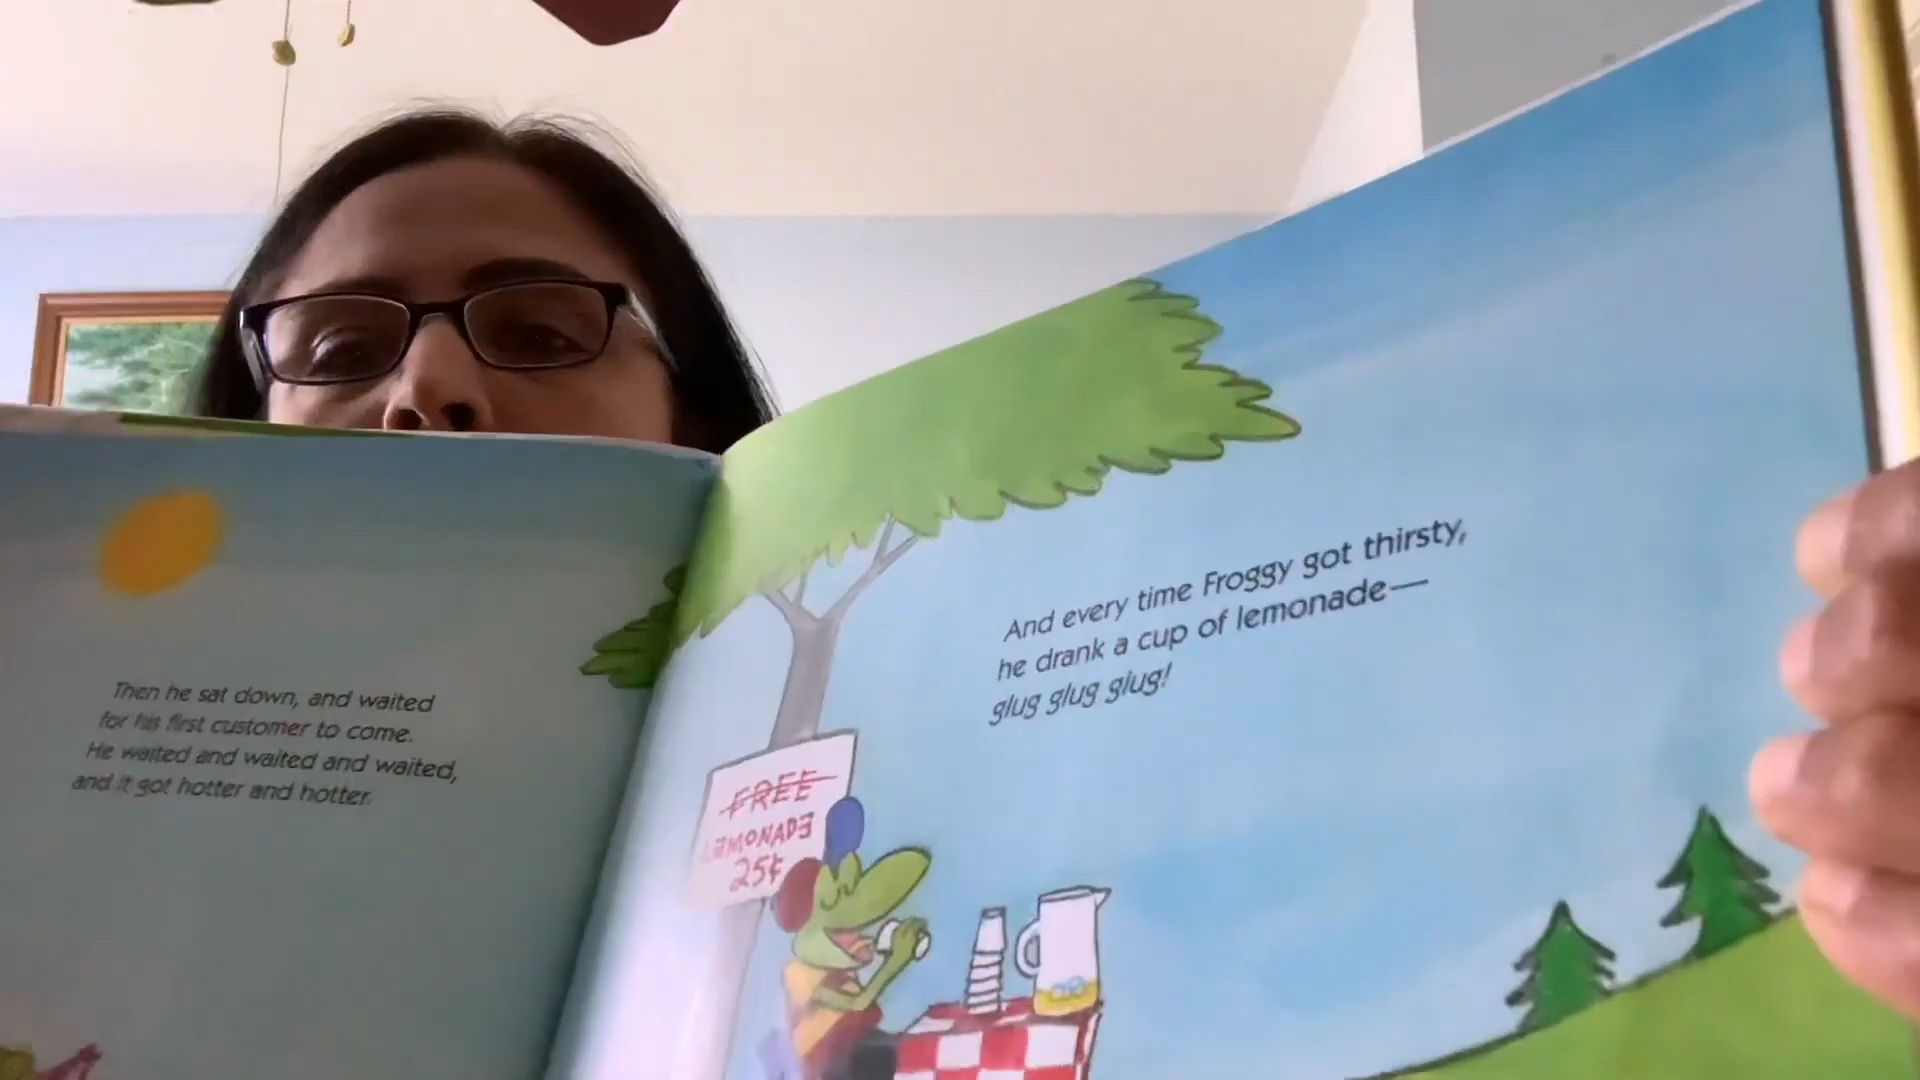 Then he sat down, and waited
for his first customer to come.
He waited and waited and waited,
and it got hotter and hotter.
And every time Froggy got thirsty,
he drank a cup of lemonade—
glug glug glug!
FREE
LEMONADE
25¢